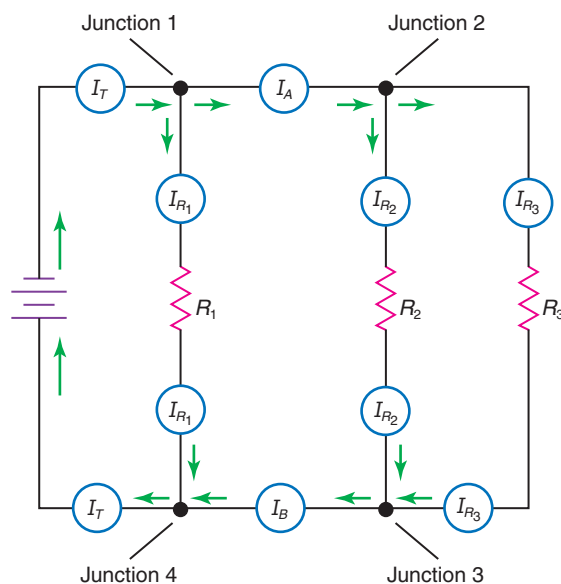 Junction 1 Junction 2
I_T I_A
I_R₁ I_R₂ I_R₃
R₁ R₂ R₃
I_R₁ I_R₂
I_T I_B I_R₃
Junction 4 Junction 3